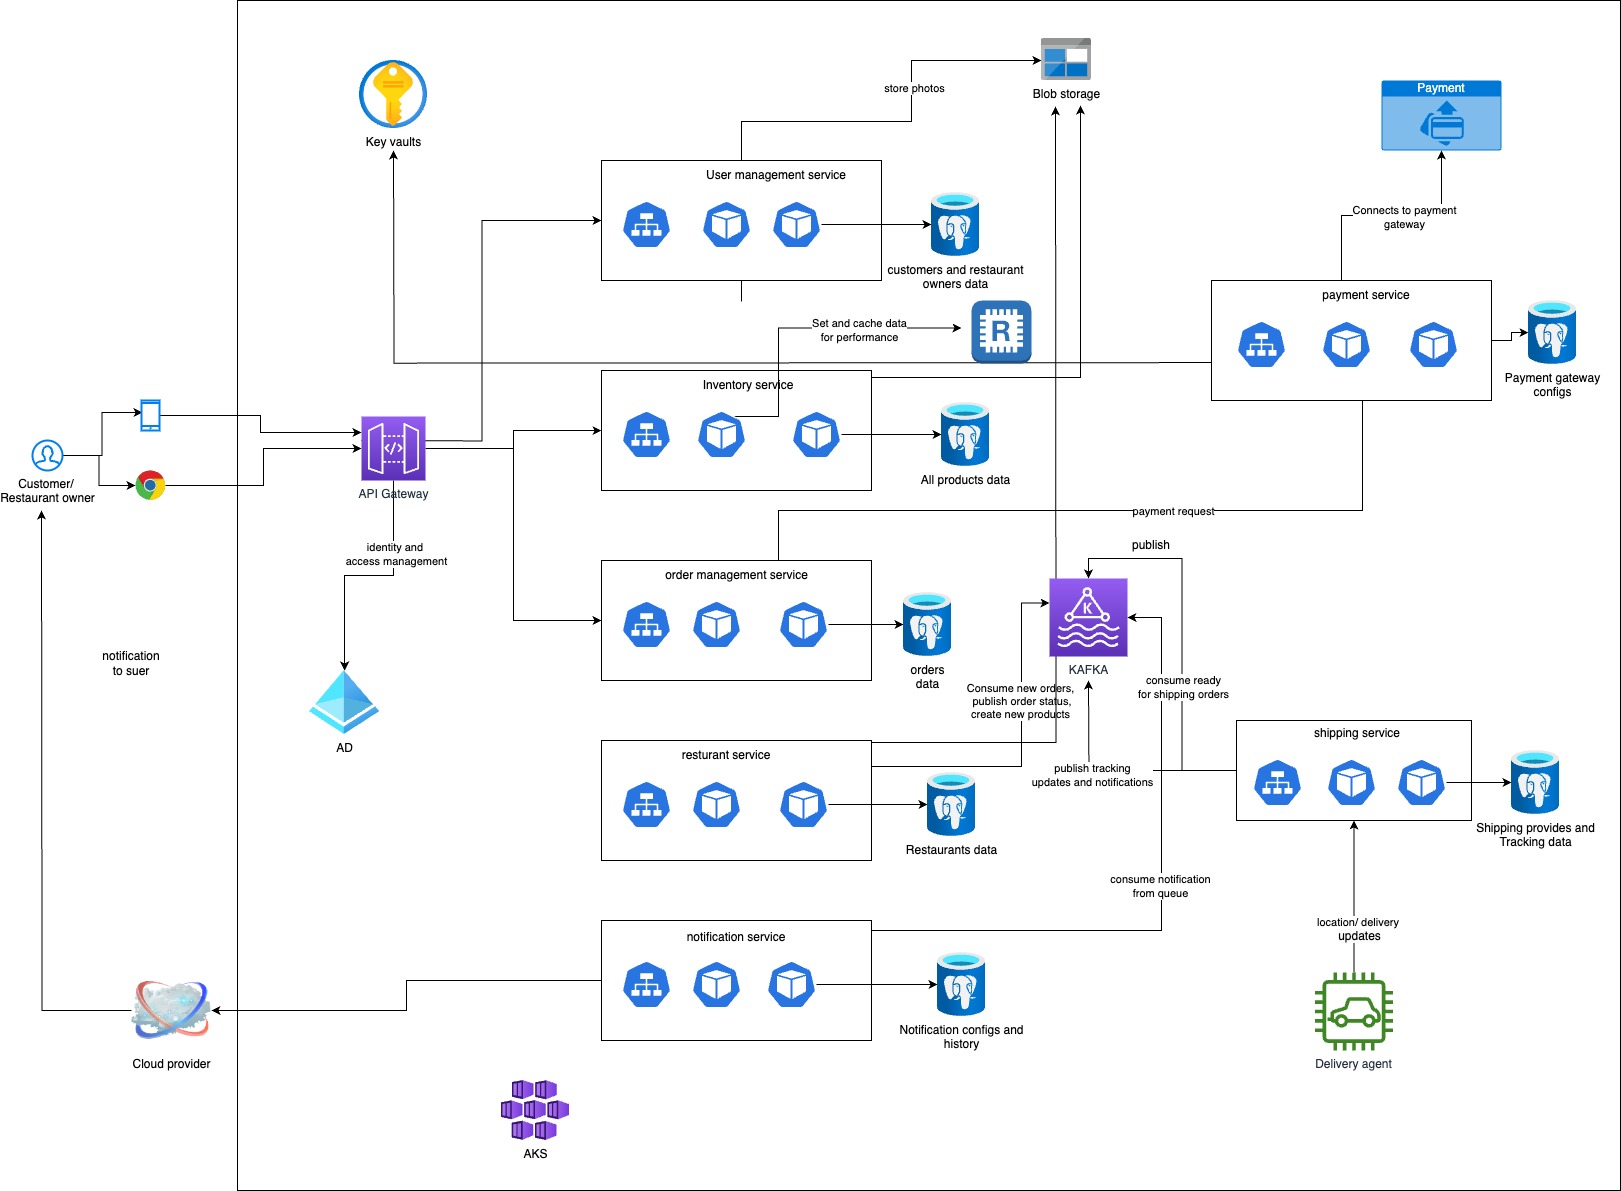 Blob storage
store photos
Key vaults
Payment
User management service
customers and restaurant
owners data
Connects to payment
gateway
payment service
Set and cache data
for performance
R
Payment gateway
configs
Inventory service
All products data
Customer/
Restaurant owner
API Gateway
payment request
identity and
access management
publish
order management service
K
KAFKA
orders
data
notification
to suer
AD
Consume new orders,
publish order status,
create new products
consume ready
for shipping orders
resturant service
publish tracking
updates and notifications
shipping service
Restaurants data
Shipping provides and
Tracking data
consume notification
from queue
notification service
location/ delivery
updates
Notification configs and
history
Cloud provider
Delivery agent
AKS